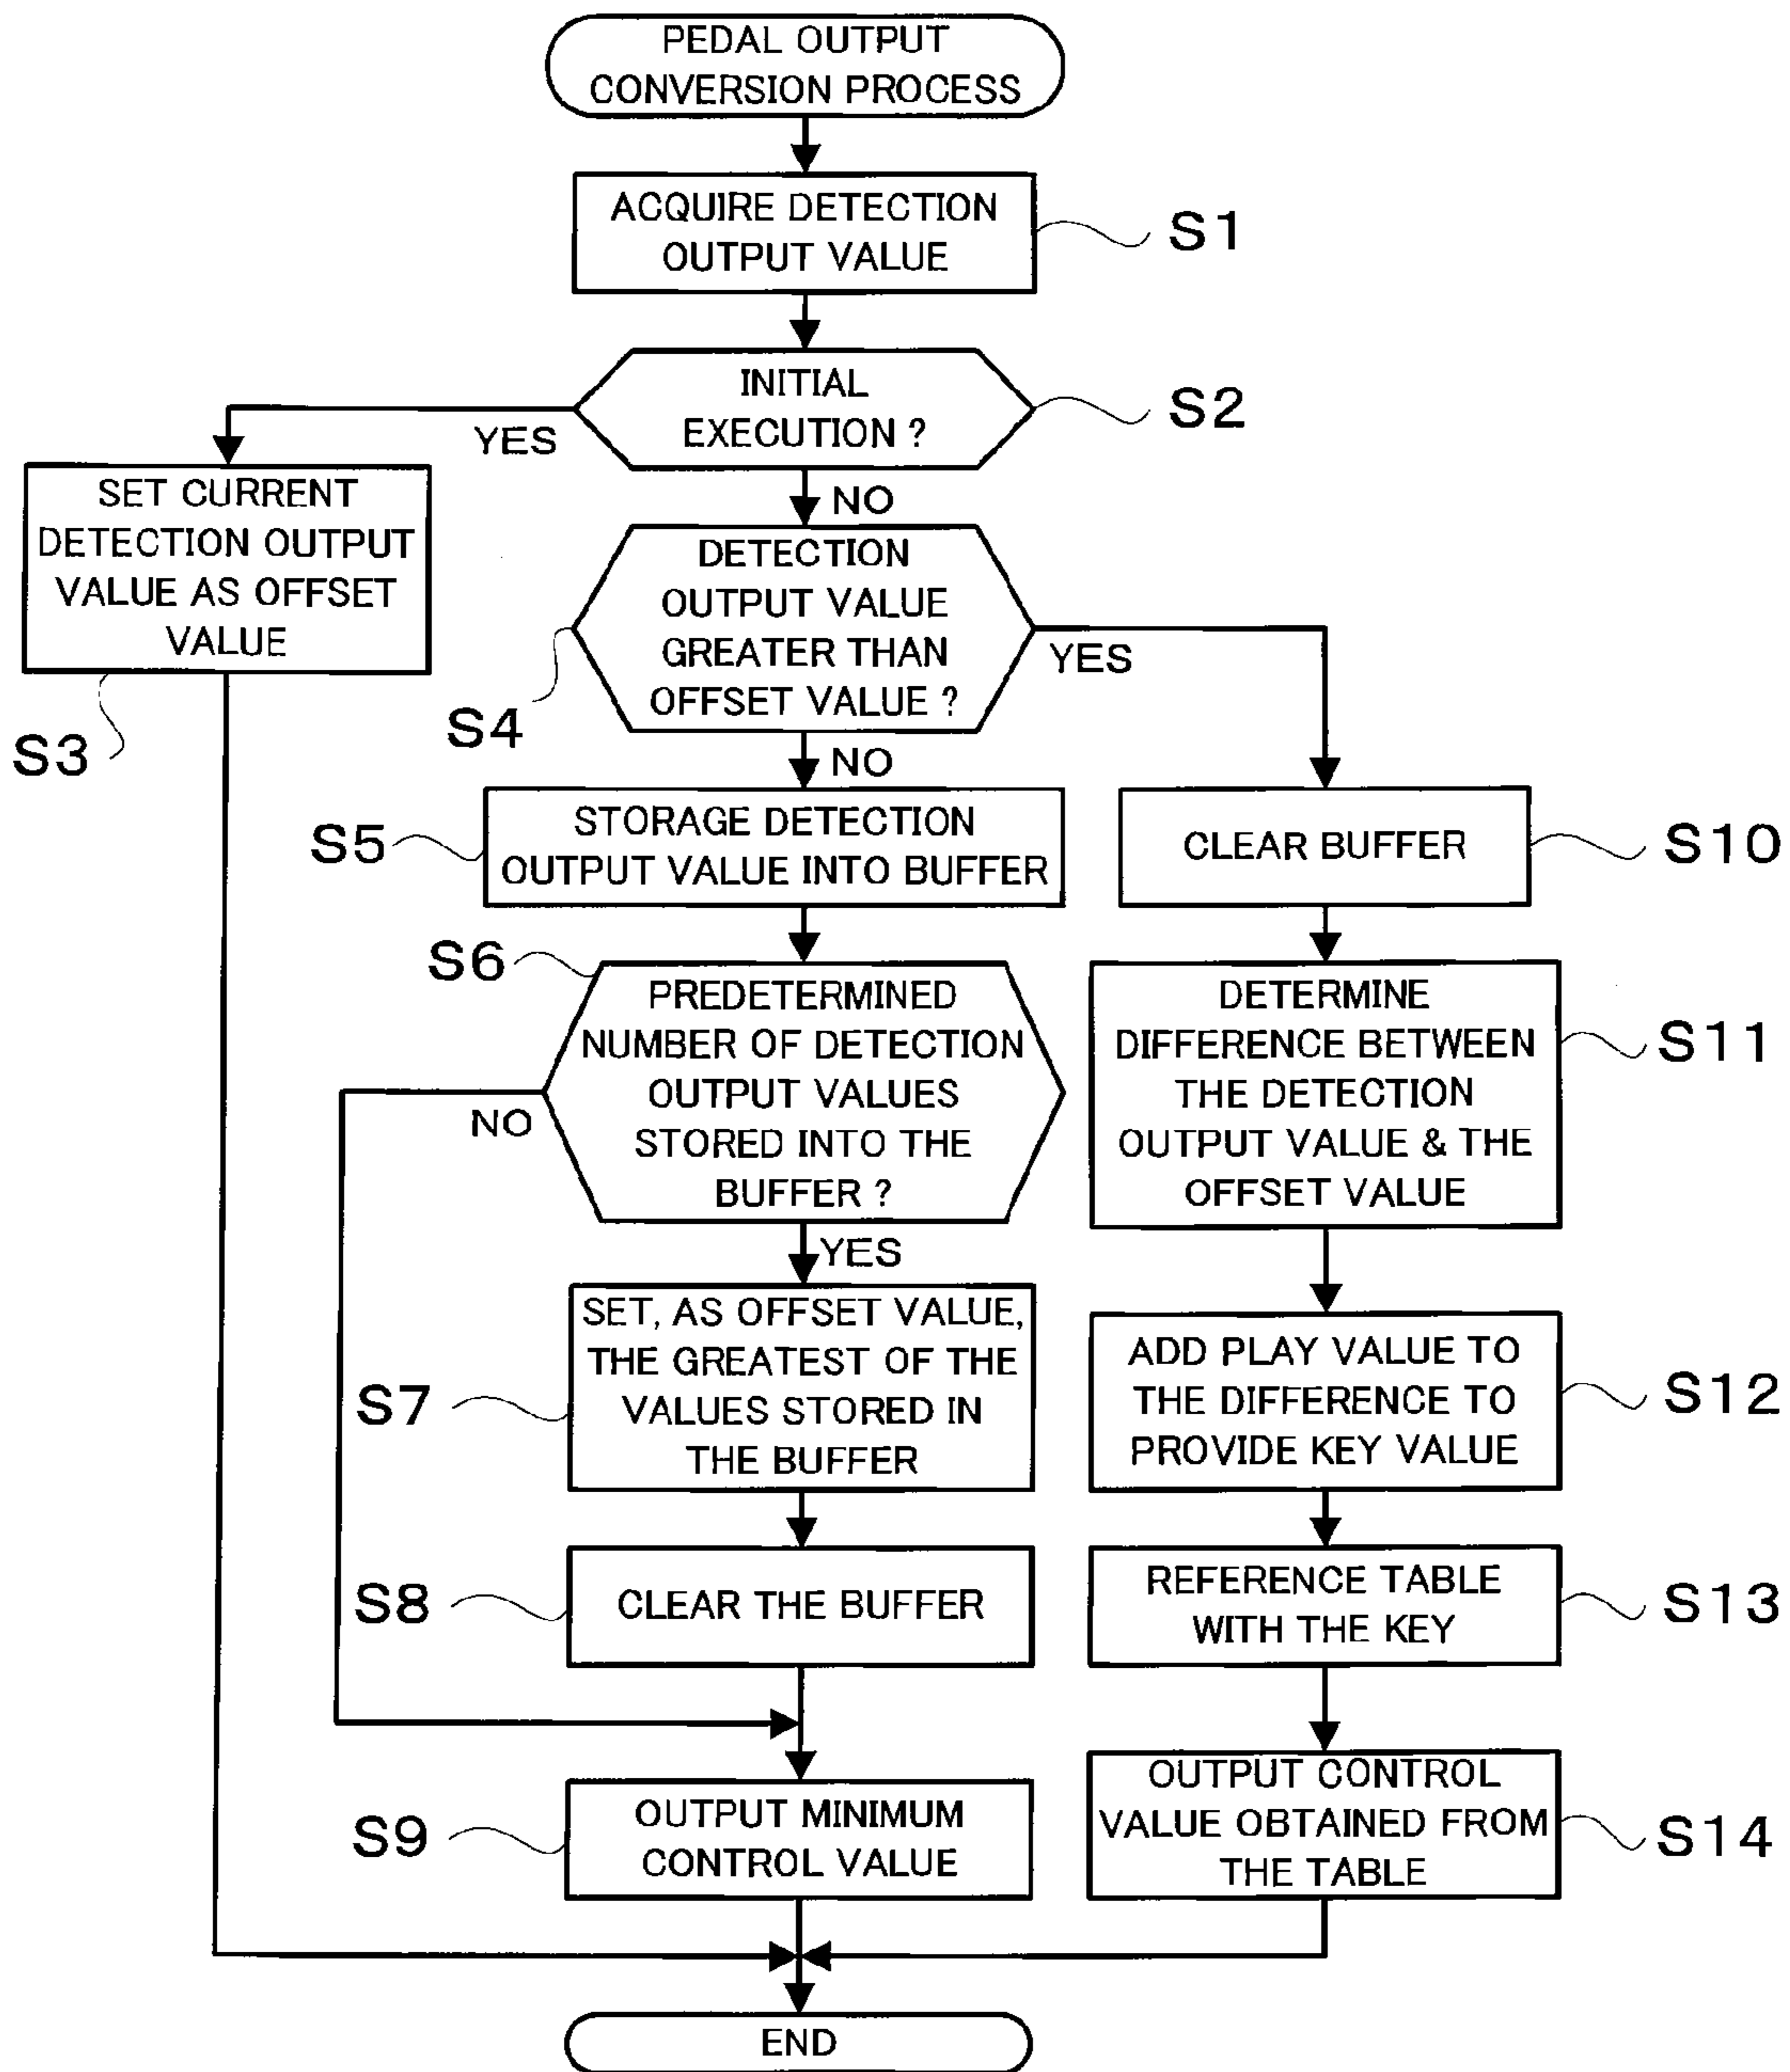 PEDAL OUTPUT
CONVERSION PROCESS
ACQUIRE DETECTION
OUTPUT VALUE
S1
INITIAL
EXECUTION ?
S2
YES
NO
SET CURRENT
DETECTION OUTPUT
VALUE AS OFFSET
VALUE
S3
DETECTION
OUTPUT VALUE
GREATER THAN
OFFSET VALUE ?
S4
YES
NO
STORAGE DETECTION
OUTPUT VALUE INTO BUFFER
S5
CLEAR BUFFER
S10
S6
PREDETERMINED
NUMBER OF DETECTION
OUTPUT VALUES
STORED INTO THE
BUFFER ?
NO
YES
DETERMINE
DIFFERENCE BETWEEN
THE DETECTION
OUTPUT VALUE & THE
OFFSET VALUE
S11
SET, AS OFFSET VALUE,
THE GREATEST OF THE
VALUES STORED IN
THE BUFFER
S7
ADD PLAY VALUE TO
THE DIFFERENCE TO
PROVIDE KEY VALUE
S12
CLEAR THE BUFFER
S8
REFERENCE TABLE
WITH THE KEY
S13
OUTPUT MINIMUM
CONTROL VALUE
S9
OUTPUT CONTROL
VALUE OBTAINED FROM
THE TABLE
S14
END